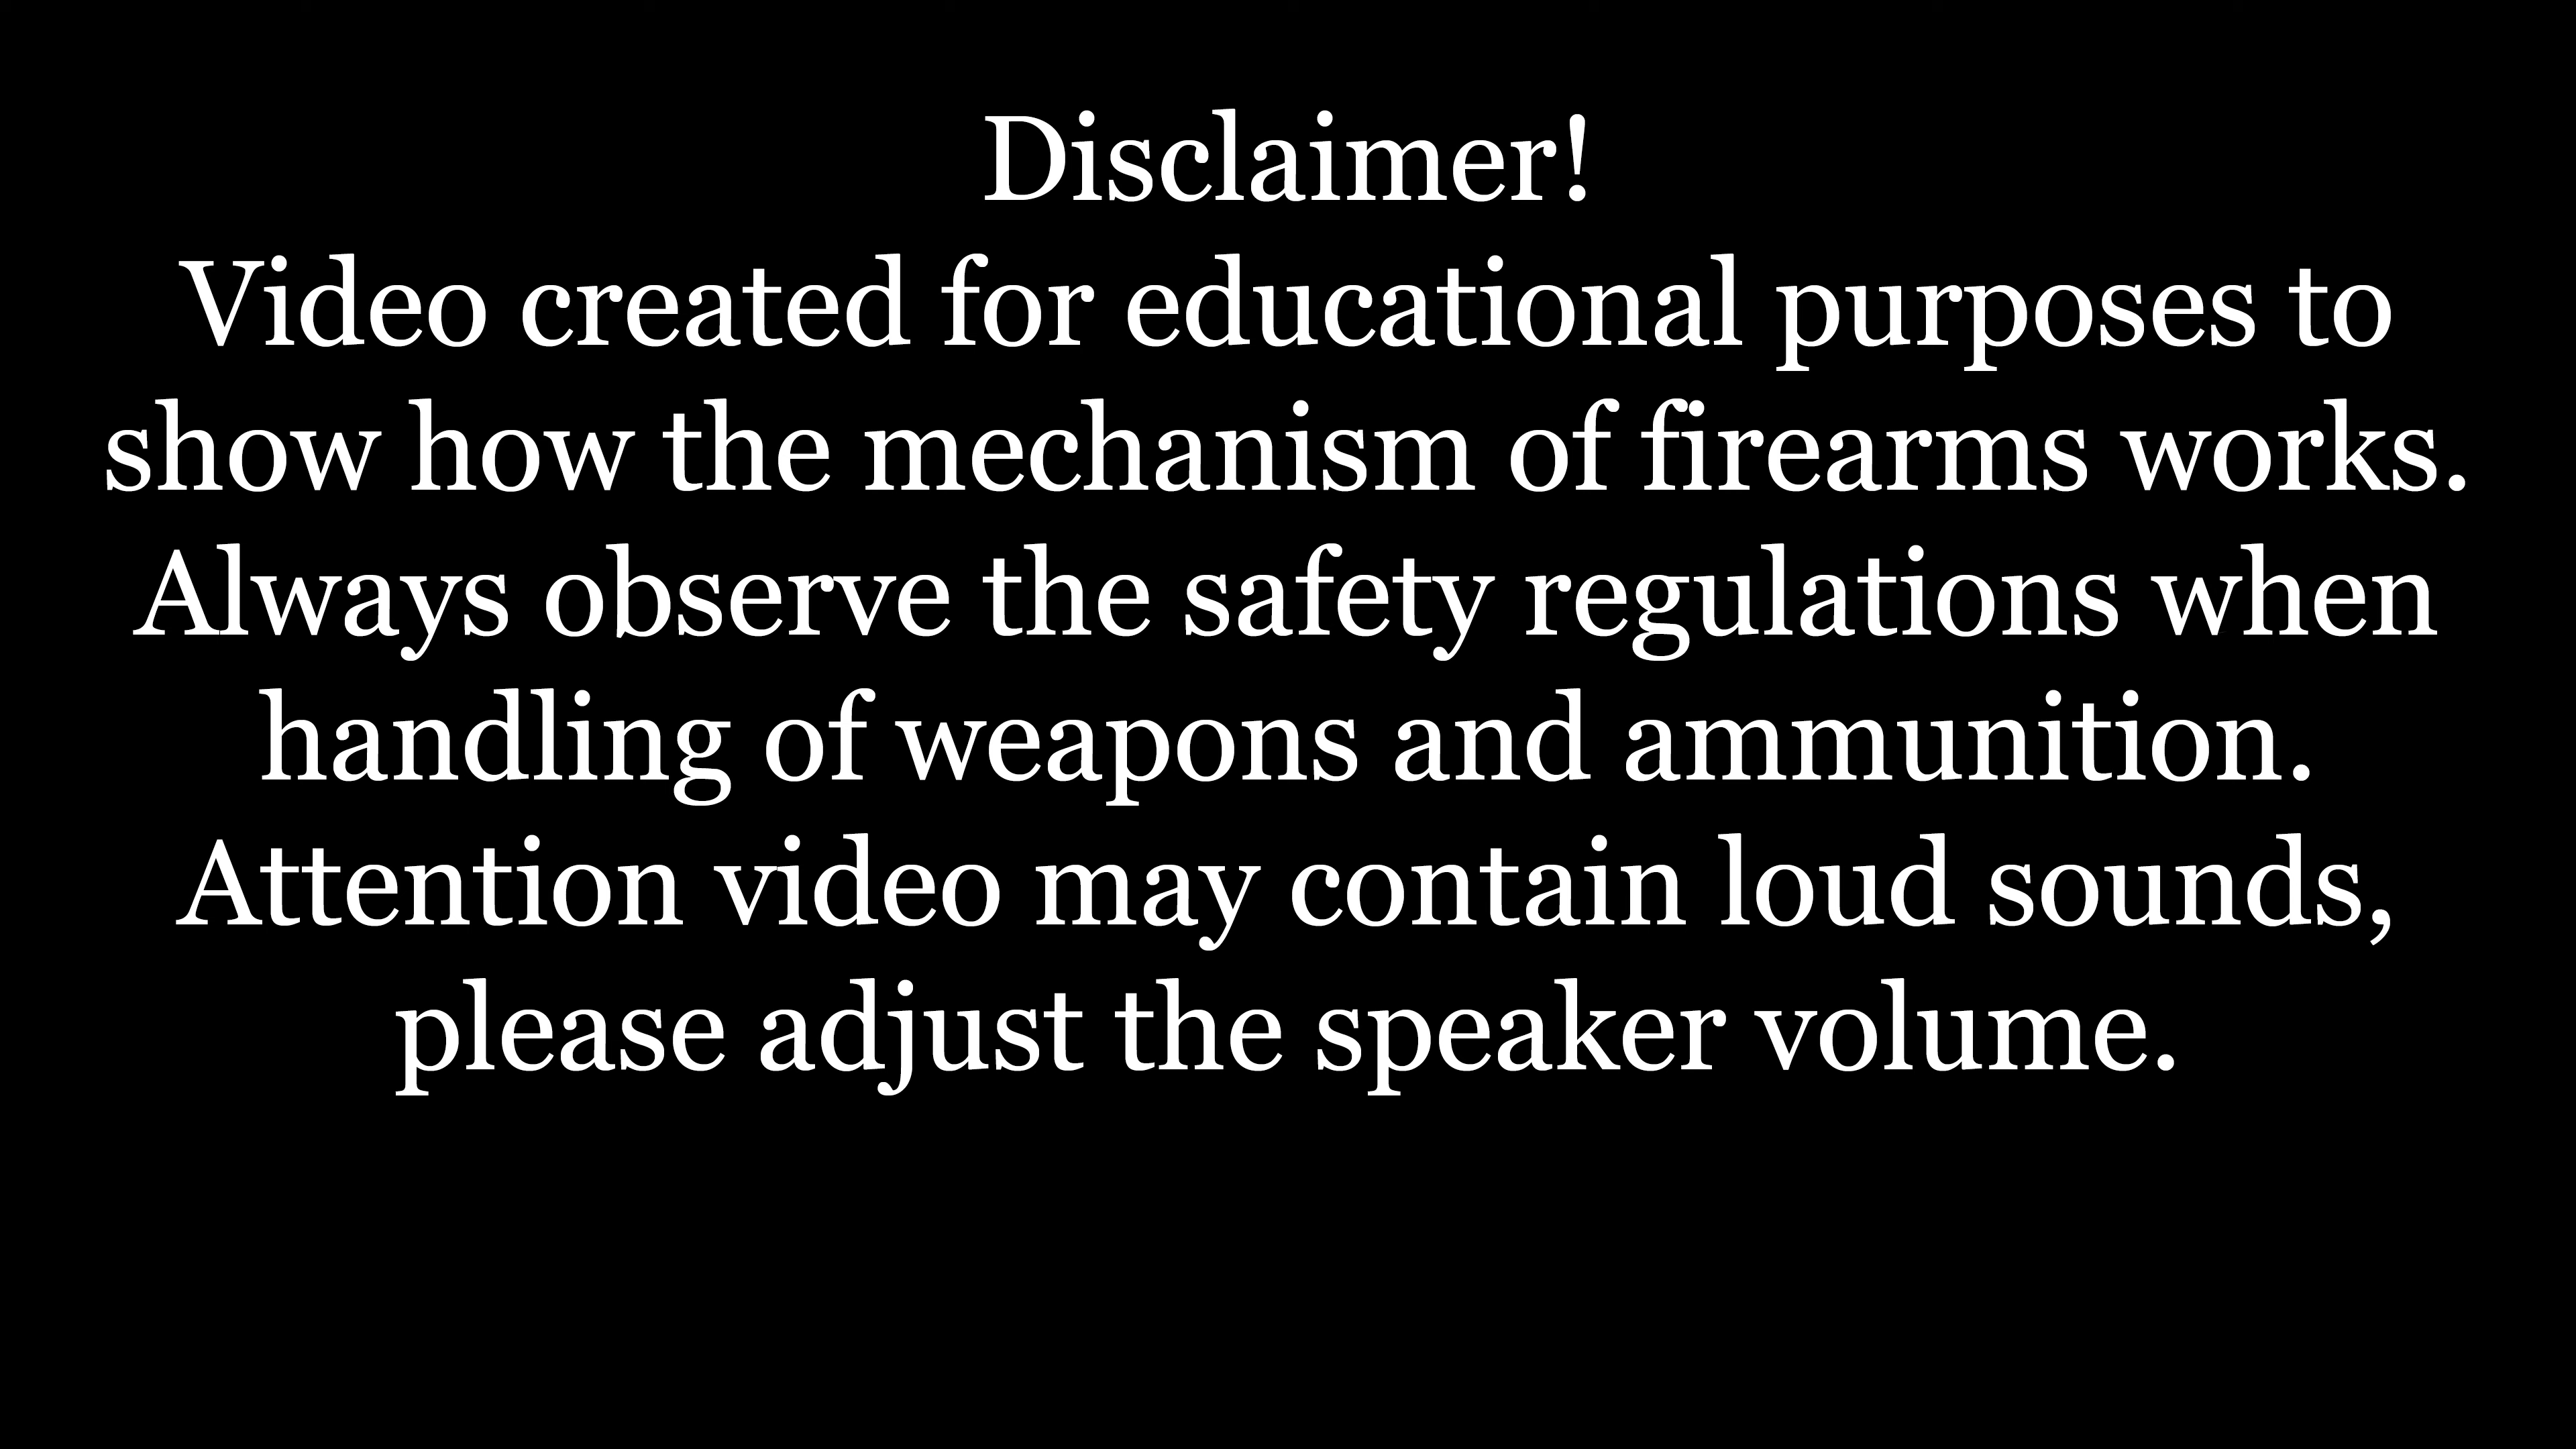 Disclaimer!
Video created for educational purposes to
show how the mechanism of firearms works.
Always observe the safety regulations when
handling of weapons and ammunition.
Attention video may contain loud sounds,
please adjust the speaker volume.